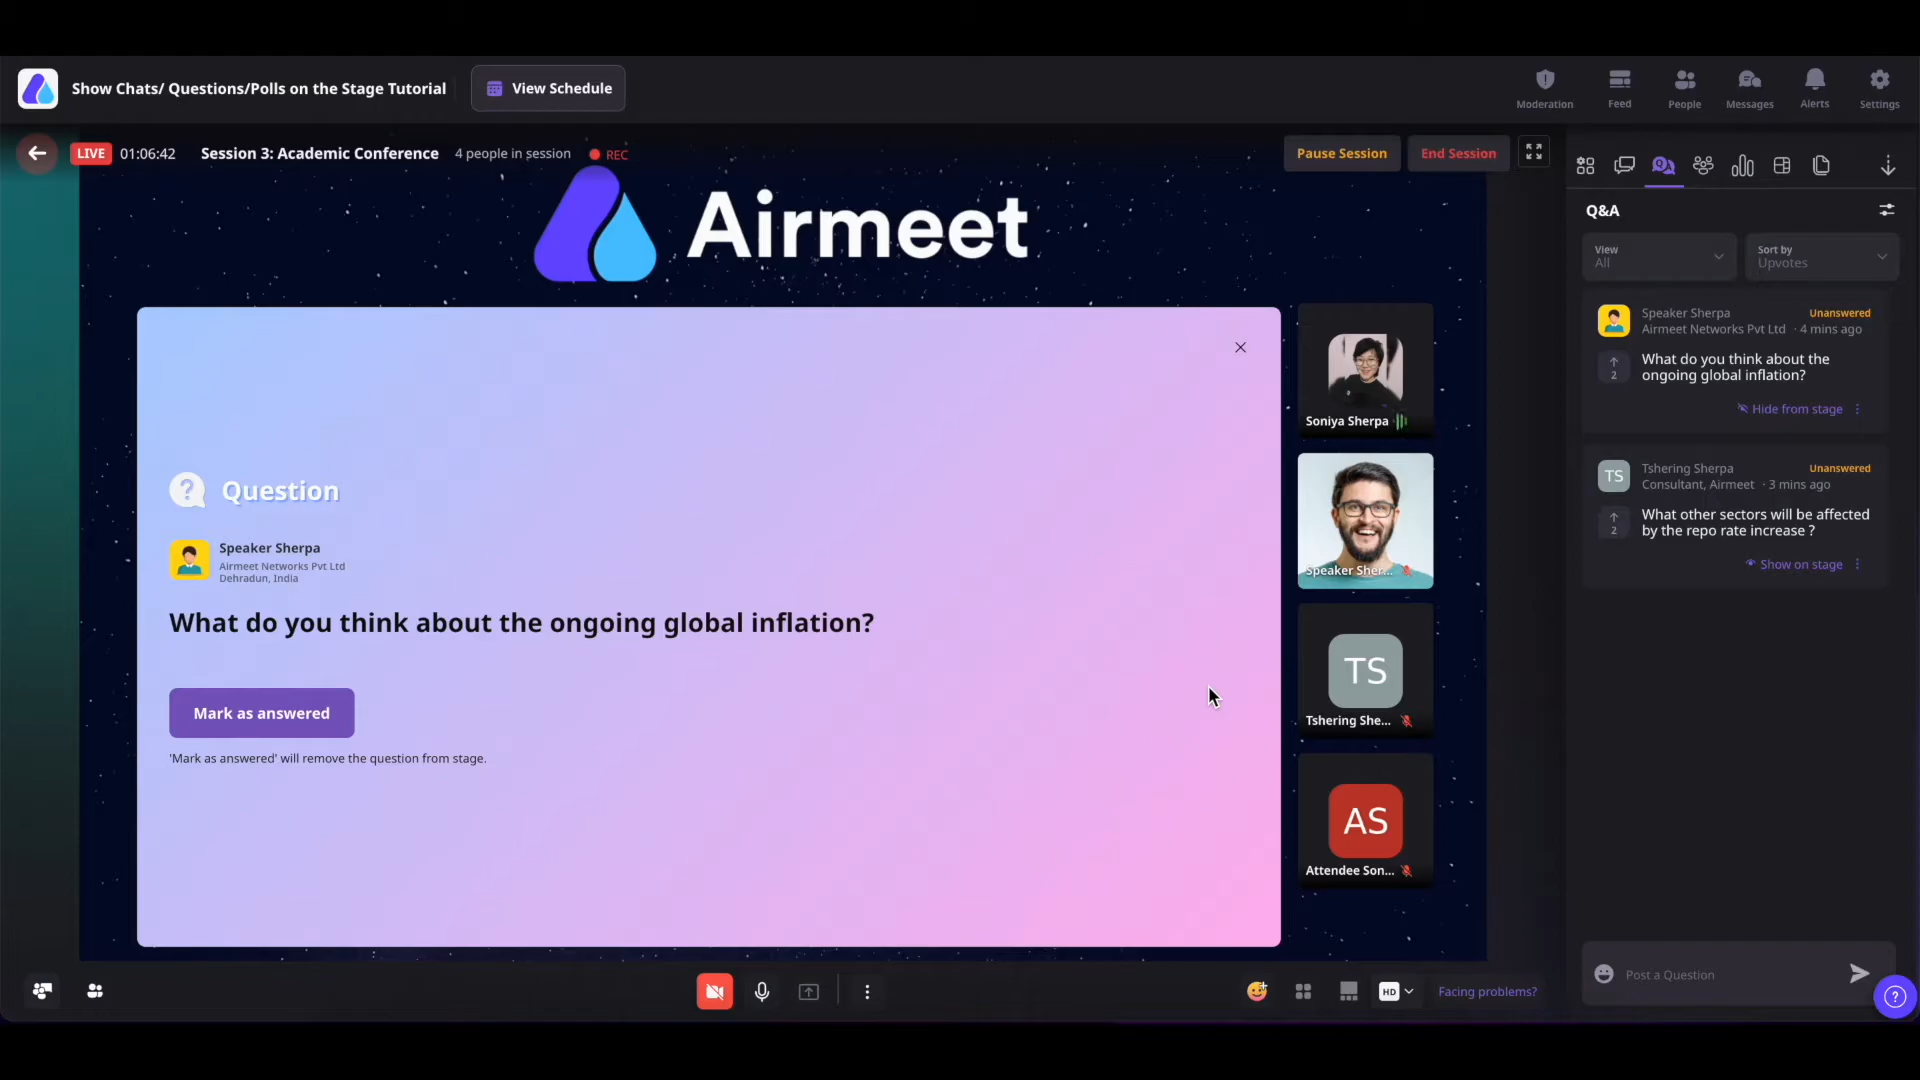 Show Chats/ Questions/Polls on the Stage Tutorial
View Schedule
Moderation
Feed
People
Messages
Alerts
Settings
LIVE 01:06:42 Session 3: Academic Conference 4 people in session REC
Pause Session
End Session
Airmeet
Question
Speaker Sherpa
Airmeet Networks Pvt Ltd
Dehradun, India
What do you think about the ongoing global inflation?
Mark as answered
'Mark as answered' will remove the question from stage.
Soniya Sherpa
Speaker Sher...
TS
Tshering She...
AS
Attendee Son...
Q&A
View
All
Sort by
Upvotes
Speaker Sherpa Unanswered
Airmeet Networks Pvt Ltd · 4 mins ago
What do you think about the
ongoing global inflation?
2
Hide from stage
TS
Tshering Sherpa Unanswered
Consultant, Airmeet · 3 mins ago
What other sectors will be affected
by the repo rate increase ?
2
Show on stage
Post a Question
HD
Facing problems?